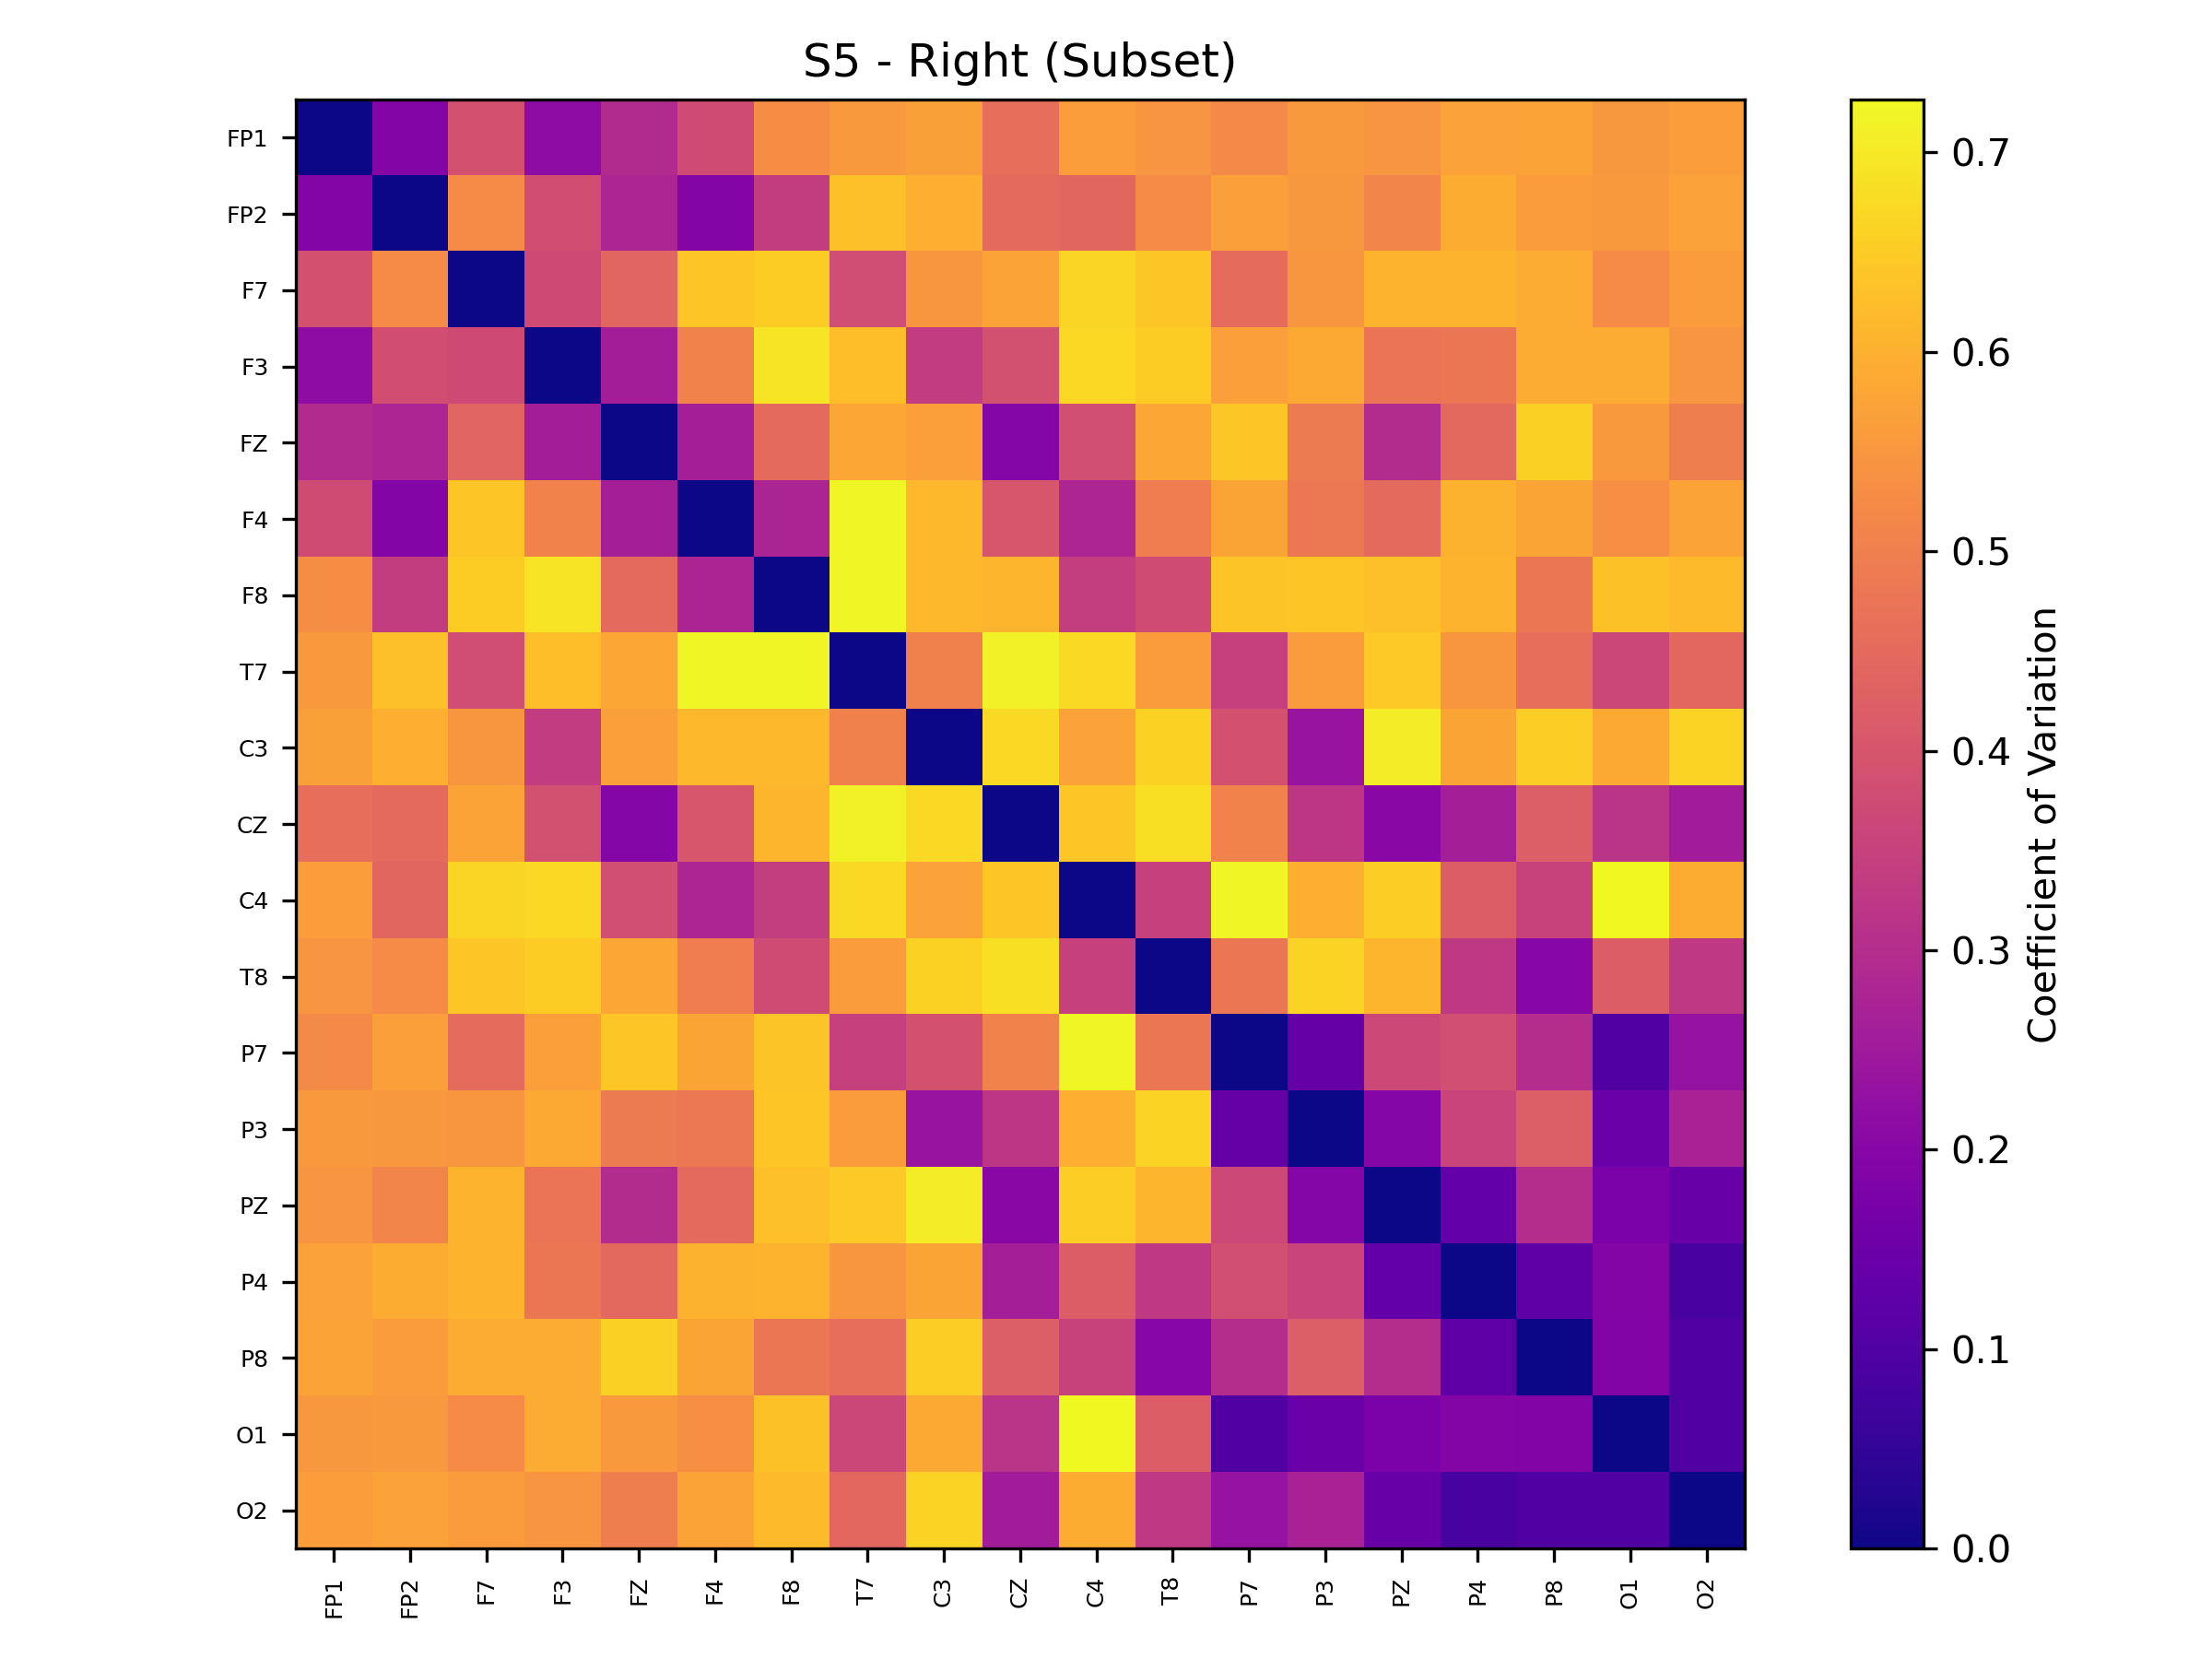 S5 - Right (Subset)
FP1
FP2
F7
F3
FZ
F4
F8
T7
C3
CZ
C4
T8
P7
P3
PZ
P4
P8
O1
O2
FP1 FP2 F7 F3 FZ F4 F8 T7 C3 CZ C4 T8 P7 P3 PZ P4 P8 O1 O2
0.7
0.6
0.5
0.4
0.3
0.2
0.1
0.0
Coefficient of Variation